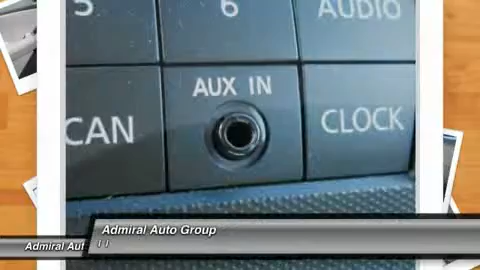 5 6 AUDIO
AUX IN
CAN CLOCK
Admiral Auto Group
Admiral Aut